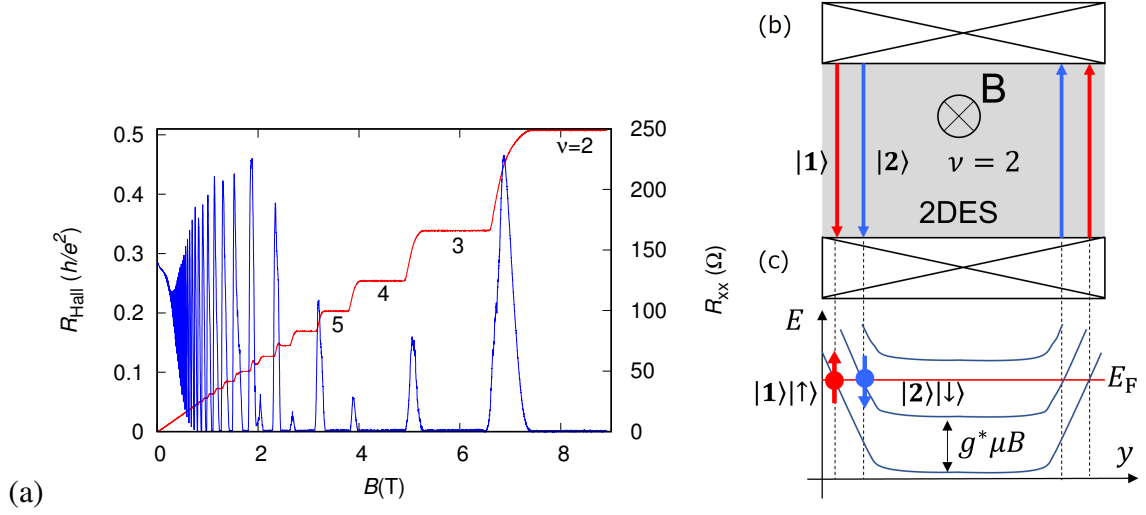 (a)
R_Hall (h/e²)
0.5
0.4
0.3
0.2
0.1
0
0
2
4
6
8
B(T)
250
200
150
100
50
0
R_xx (Ω)
ν=2
3
4
5
(b)
B
|1⟩
|2⟩
ν = 2
2DES
(c)
E
E_F
|1⟩|↑⟩
|2⟩|↓⟩
g*μB
y